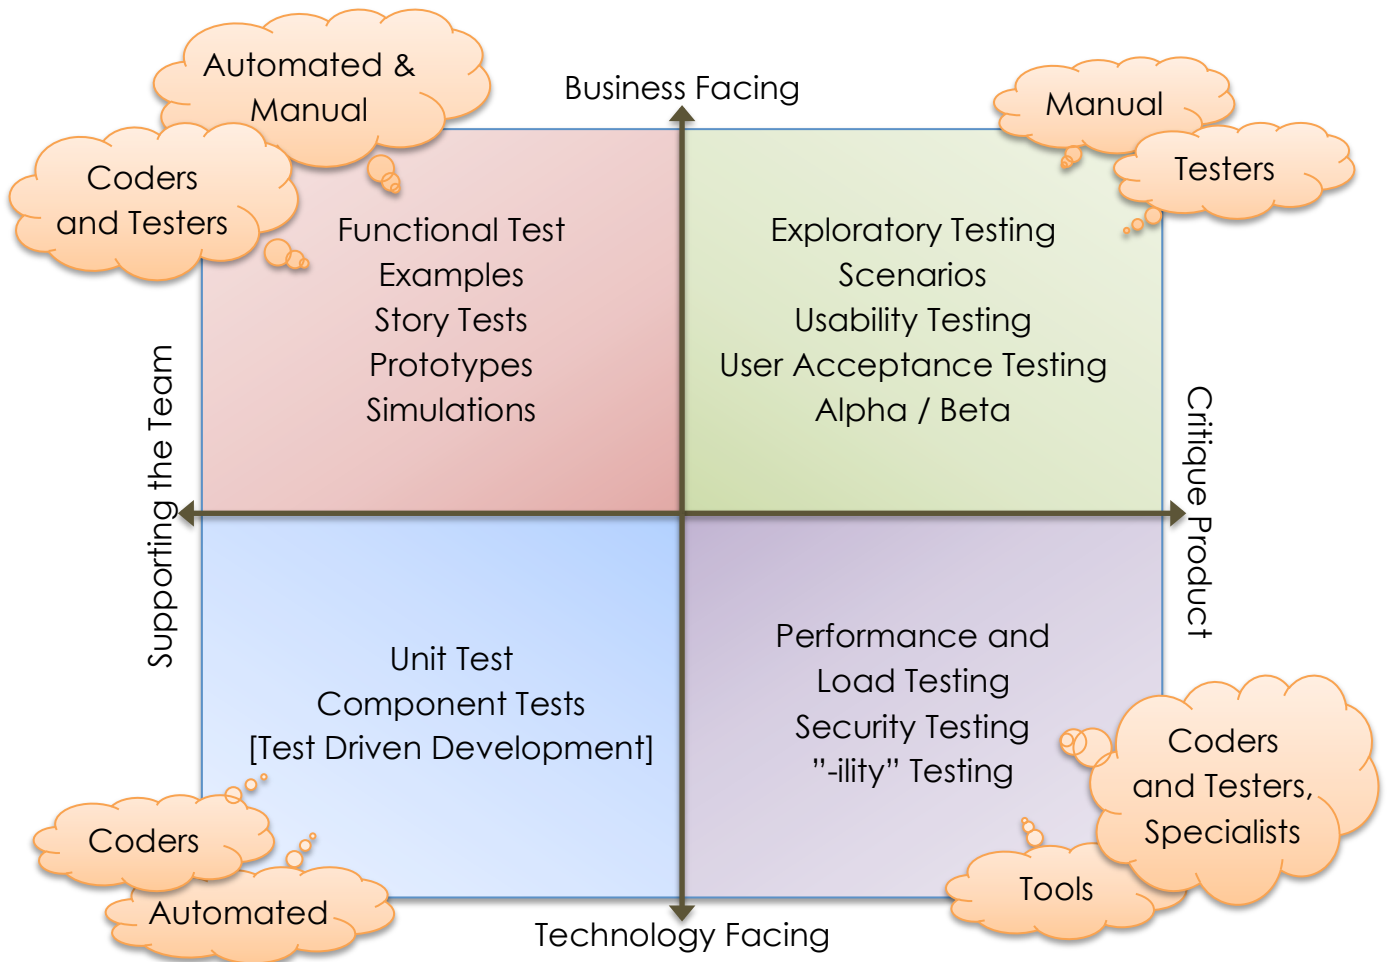 Automated &
Manual
Business Facing
Manual
Coders
and Testers
Testers
Functional Test
Examples
Story Tests
Prototypes
Simulations
Exploratory Testing
Scenarios
Usability Testing
User Acceptance Testing
Alpha / Beta
Supporting the Team
Critique Product
Unit Test
Component Tests
[Test Driven Development]
Performance and
Load Testing
Security Testing
”-ility” Testing
Coders
and Testers,
Specialists
Coders
Automated
Tools
Technology Facing